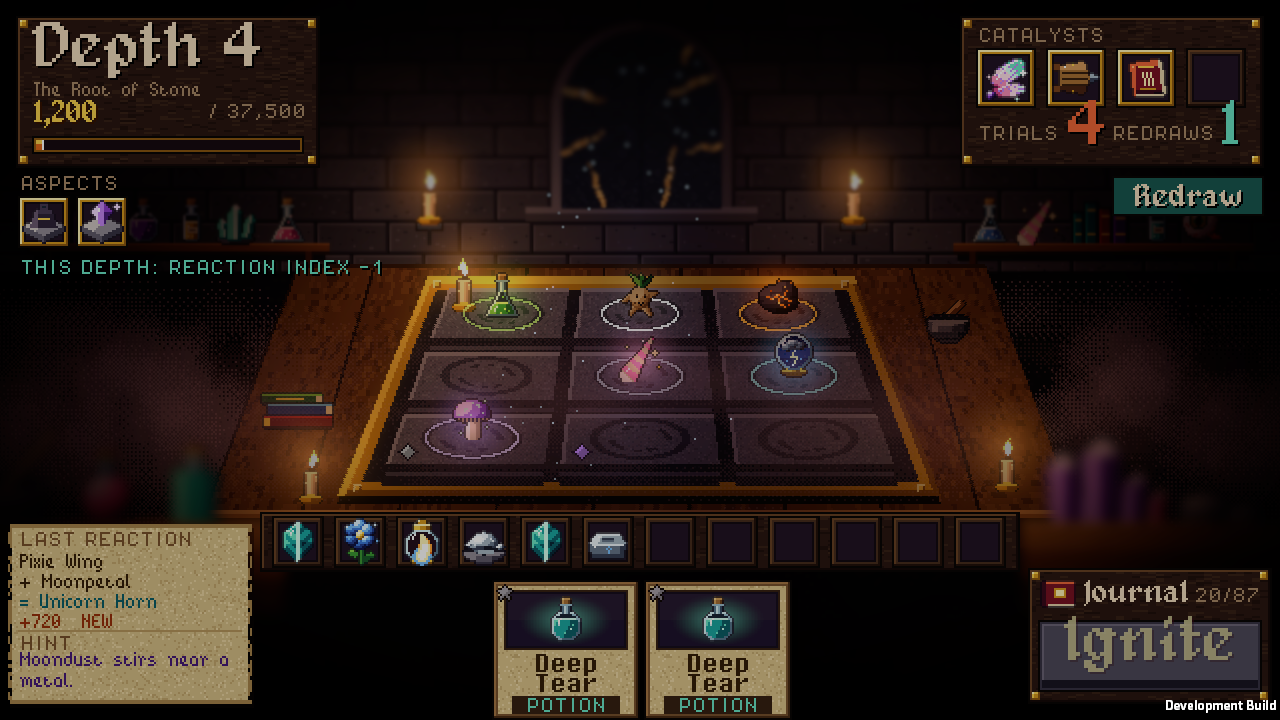 Depth 4
The Root of Stone
1,200 / 37,500
ASPECTS
THIS DEPTH: REACTION INDEX -1
CATALYSTS
TRIALS 4 REDRAWS 1
Redraw
LAST REACTION
Pixie Wing
+ Moonpetal
= Unicorn Horn
+720 NEW
HINT
Moondust stirs near a
metal.
Deep
Tear
POTION
Deep
Tear
POTION
Journal 20/87
Ignite
Development Build